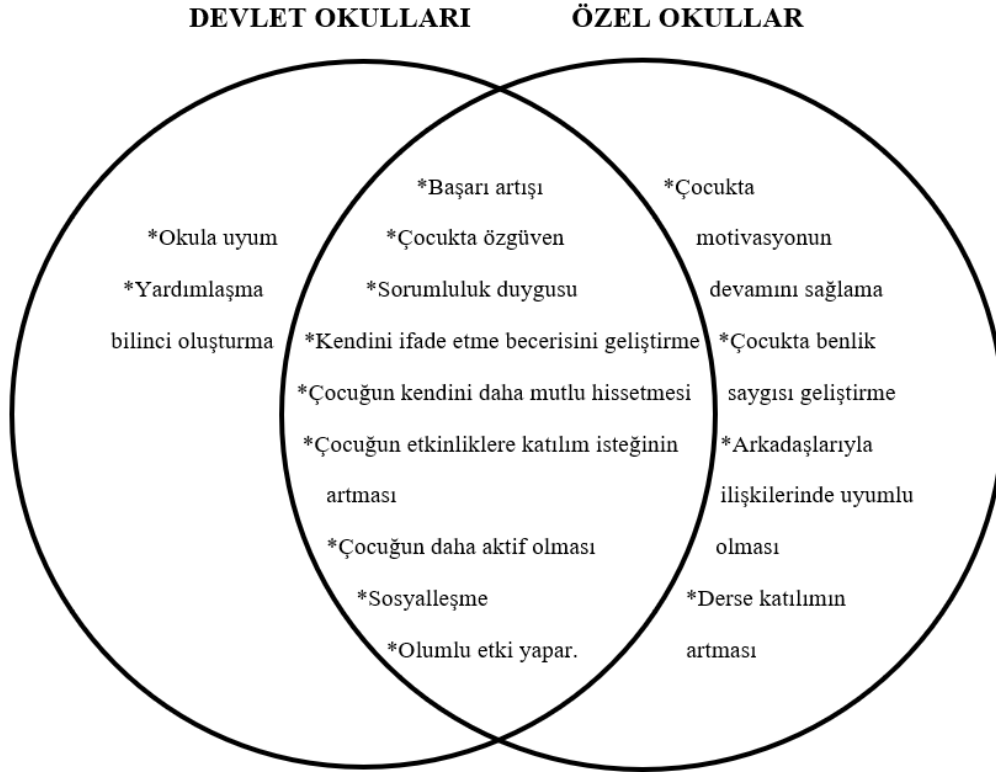 DEVLET OKULLARI
ÖZEL OKULLAR
*Okula uyum
*Yardımlaşma
bilinci oluşturma
*Başarı artışı
*Çocukta özgüven
*Sorumluluk duygusu
*Kendini ifade etme becerisini geliştirme
*Çocuğun kendini daha mutlu hissetmesi
*Çocuğun etkinliklere katılım isteğinin
artması
*Çocuğun daha aktif olması
*Sosyalleşme
*Olumlu etki yapar.
*Çocukta
motivasyonun
devamını sağlama
*Çocukta benlik
saygısı geliştirme
*Arkadaşlarıyla
ilişkilerinde uyumlu
olması
*Derse katılımın
artması